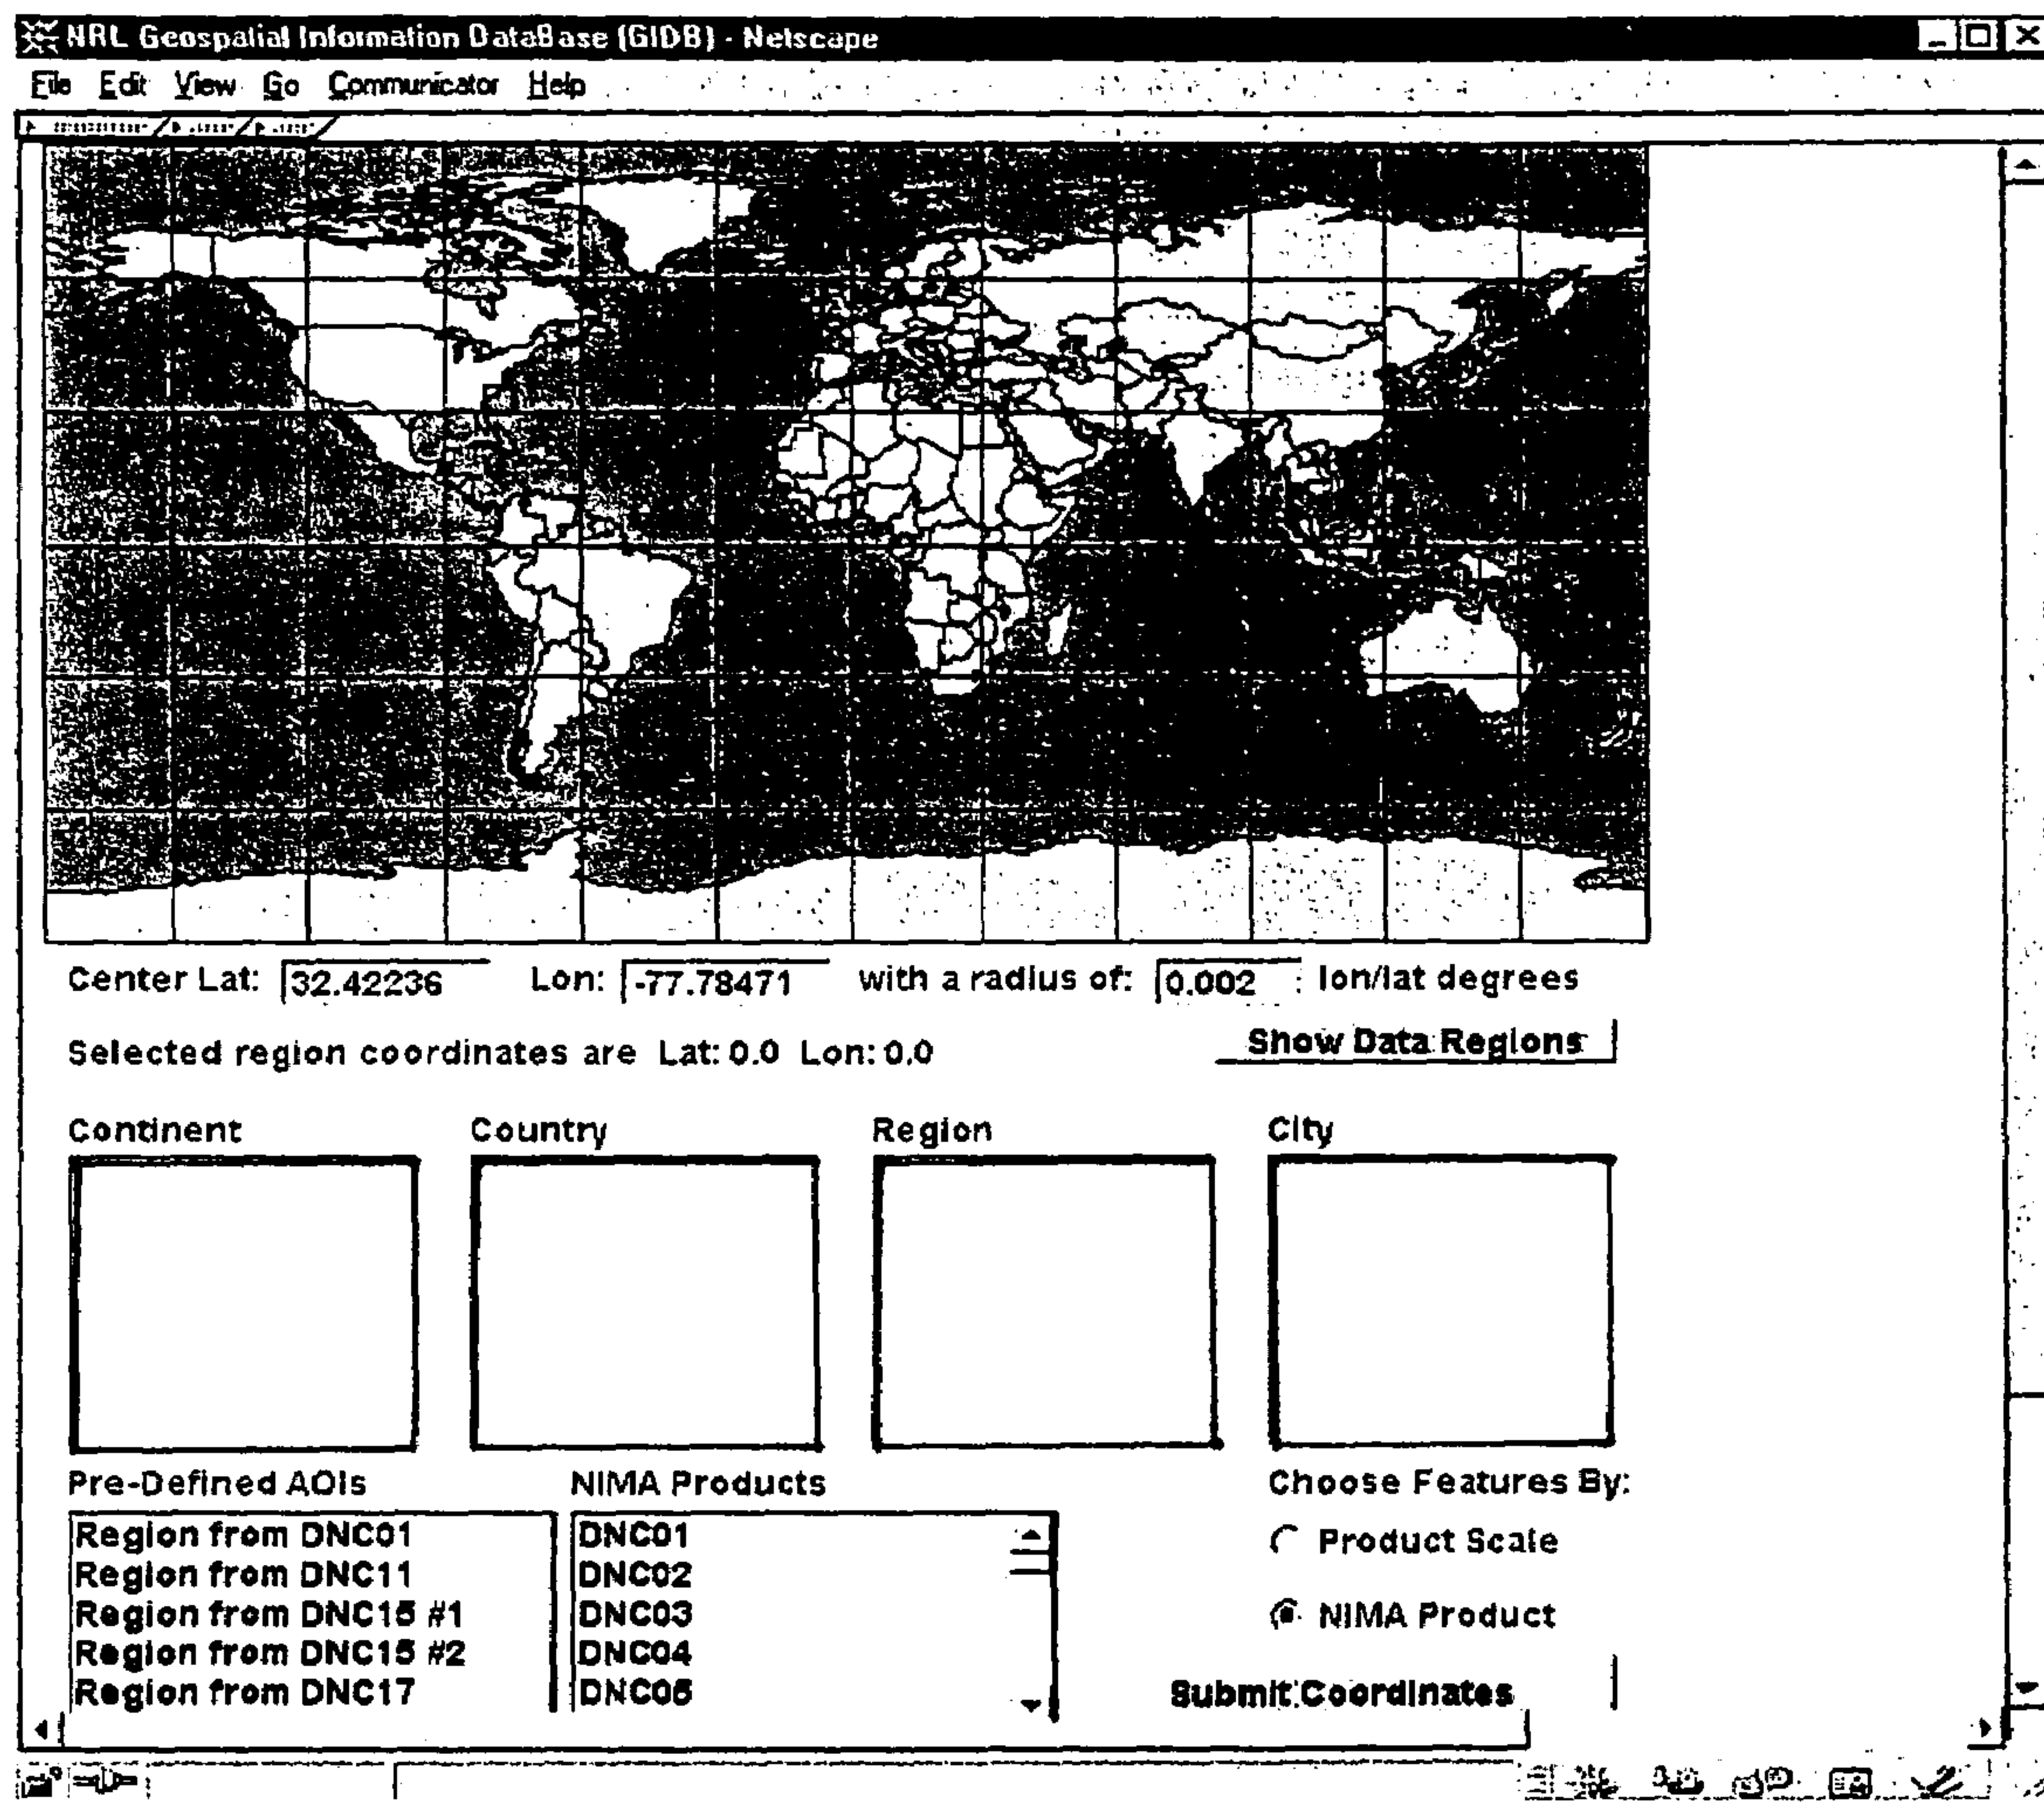 NRL Geospatial Information DataBase (GIDB) - Netscape
File Edit View Go Communicator Help
Center Lat: 32.42236 Lon: -77.78471 with a radius of: 0.002 lon/lat degrees
Selected region coordinates are Lat: 0.0 Lon: 0.0 Show Data Regions
Continent Country Region City
Pre-Defined AOIs NIMA Products Choose Features By:
Region from DNC01 DNC01
Product Scale
Region from DNC11 DNC02
Region from DNC15 #1 DNC03
NIMA Product
Region from DNC15 #2 DNC04
Region from DNC17 DNC05
Submit Coordinates